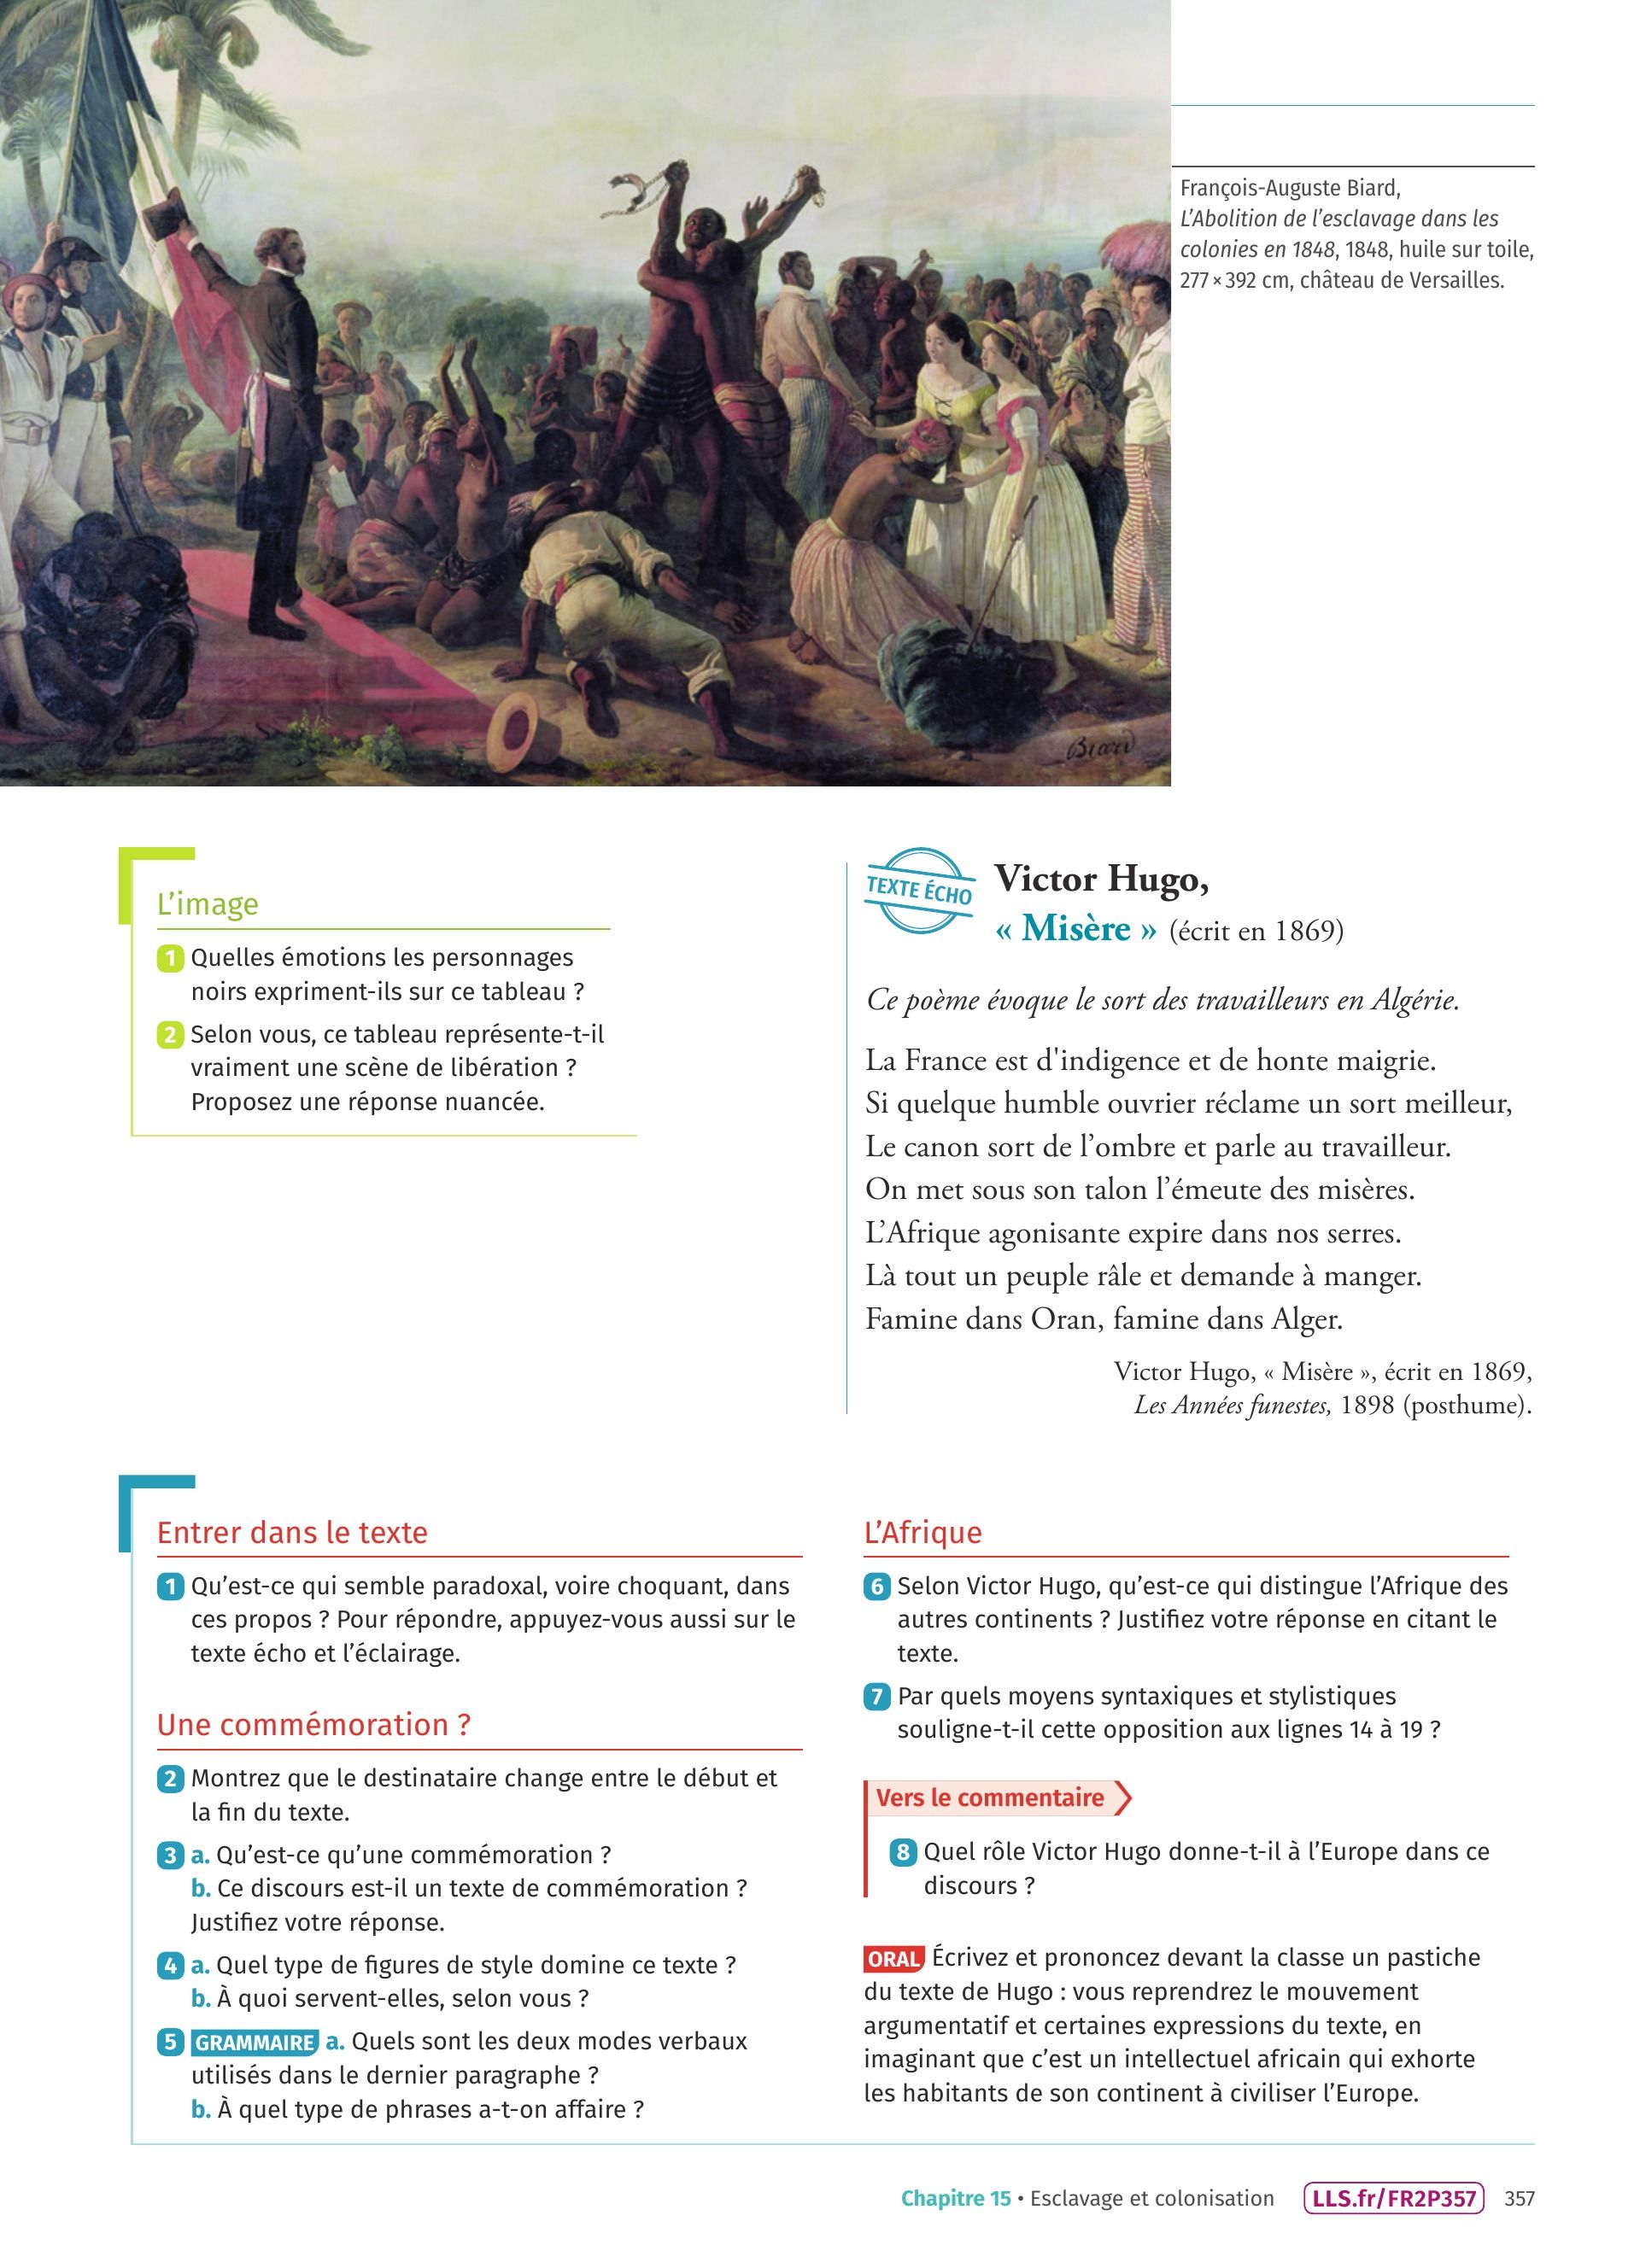 François-Auguste Biard,
L'Abolition de l'esclavage dans les
colonies en 1848, 1848, huile sur toile,
277 × 392 cm, château de Versailles.
Biard
L'image
1 Quelles émotions les personnages
noirs expriment-ils sur ce tableau ?
2 Selon vous, ce tableau représente-t-il
vraiment une scène de libération ?
Proposez une réponse nuancée.
TEXTE ÉCHO
Victor Hugo,
« Misère » (écrit en 1869)
Ce poème évoque le sort des travailleurs en Algérie.
La France est d'indigence et de honte maigrie.
Si quelque humble ouvrier réclame un sort meilleur,
Le canon sort de l'ombre et parle au travailleur.
On met sous son talon l'émeute des misères.
L'Afrique agonisante expire dans nos serres.
Là tout un peuple râle et demande à manger.
Famine dans Oran, famine dans Alger.
Victor Hugo, « Misère », écrit en 1869,
Les Années funestes, 1898 (posthume).
Entrer dans le texte
1 Qu'est-ce qui semble paradoxal, voire choquant, dans
ces propos ? Pour répondre, appuyez-vous aussi sur le
texte écho et l'éclairage.
Une commémoration ?
2 Montrez que le destinataire change entre le début et
la fin du texte.
3 a. Qu'est-ce qu'une commémoration ?
b. Ce discours est-il un texte de commémoration ?
Justifiez votre réponse.
4 a. Quel type de figures de style domine ce texte ?
b. À quoi servent-elles, selon vous ?
5 GRAMMAIRE a. Quels sont les deux modes verbaux
utilisés dans le dernier paragraphe ?
b. À quel type de phrases a-t-on affaire ?
L'Afrique
6 Selon Victor Hugo, qu'est-ce qui distingue l'Afrique des
autres continents ? Justifiez votre réponse en citant le
texte.
7 Par quels moyens syntaxiques et stylistiques
souligne-t-il cette opposition aux lignes 14 à 19 ?
Vers le commentaire
8 Quel rôle Victor Hugo donne-t-il à l'Europe dans ce
discours ?
ORAL Écrivez et prononcez devant la classe un pastiche
du texte de Hugo : vous reprendrez le mouvement
argumentatif et certaines expressions du texte, en
imaginant que c'est un intellectuel africain qui exhorte
les habitants de son continent à civiliser l'Europe.
Chapitre 15 • Esclavage et colonisation LLS.fr/FR2P357 357